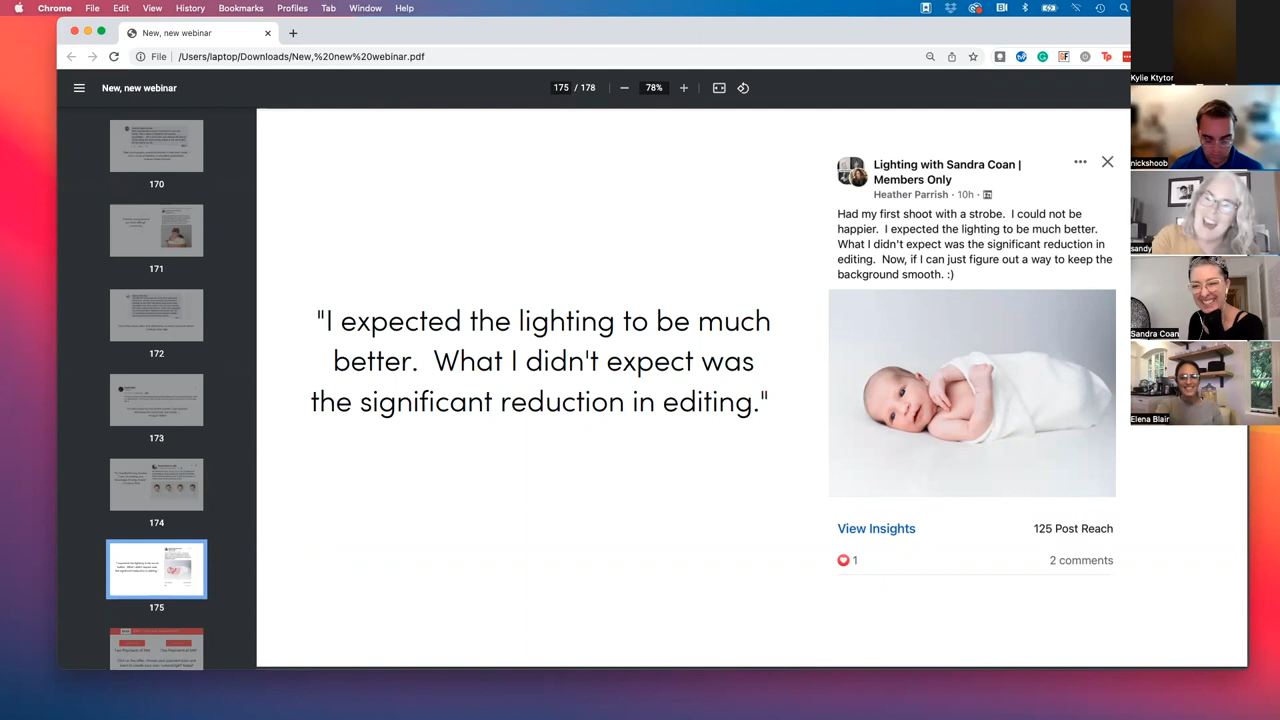 Chrome File Edit View History Bookmarks Profiles Tab Window Help
New, new webinar
File /Users/laptop/Downloads/New,%20new%20webinar.pdf
New, new webinar
175 / 178
78%
170
171
172
173
174
175
"I expected the lighting to be much
better. What I didn't expect was
the significant reduction in editing."
Lighting with Sandra Coan |
Members Only
Heather Parrish · 10h ·
Had my first shoot with a strobe. I could not be
happier. I expected the lighting to be much better.
What I didn't expect was the significant reduction in
editing. Now, if I can just figure out a way to keep the
background smooth. :)
View Insights
125 Post Reach
1
2 comments
Kylie Ktytor
nickshoob
sandy
Sandra Coan
Elena Blair